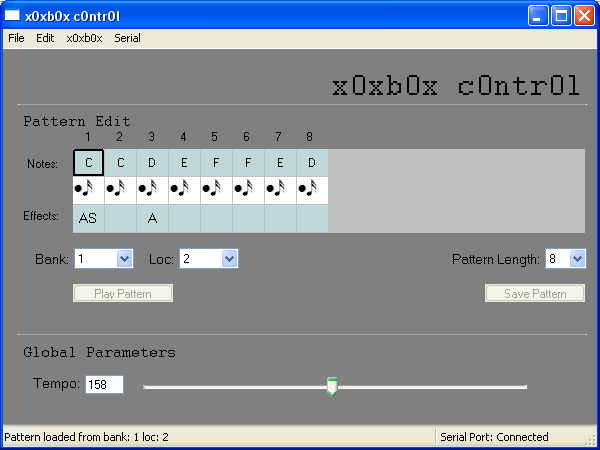 x0xb0x c0ntr0l
File Edit x0xb0x Serial
x0xb0x c0ntr0l
Pattern Edit
1 2 3 4 5 6 7 8
Notes: C C D E F F E D
Effects: AS A
Bank: 1 Loc: 2 Pattern Length: 8
Play Pattern Save Pattern
Global Parameters
Tempo: 158
Pattern loaded from bank: 1 loc: 2 Serial Port: Connected